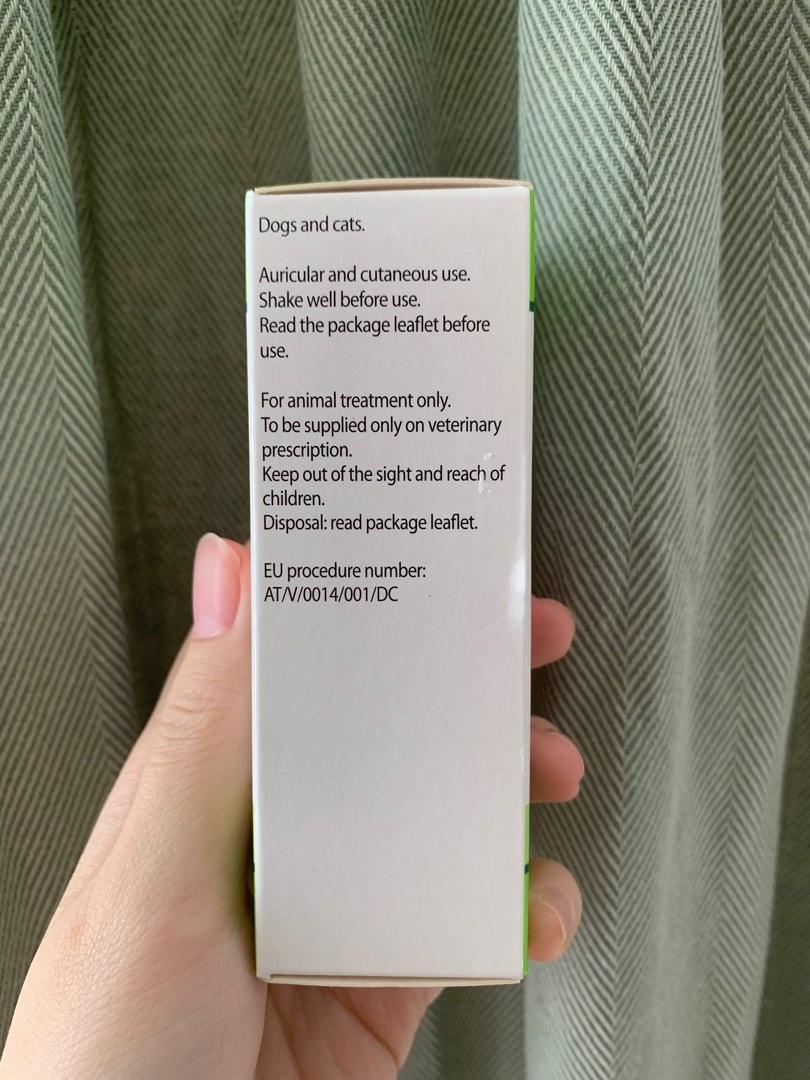 Dogs and cats.
Auricular and cutaneous use.
Shake well before use.
Read the package leaflet before
use.
For animal treatment only.
To be supplied only on veterinary
prescription.
Keep out of the sight and reach of
children.
Disposal: read package leaflet.
EU procedure number:
AT/V/0014/001/DC